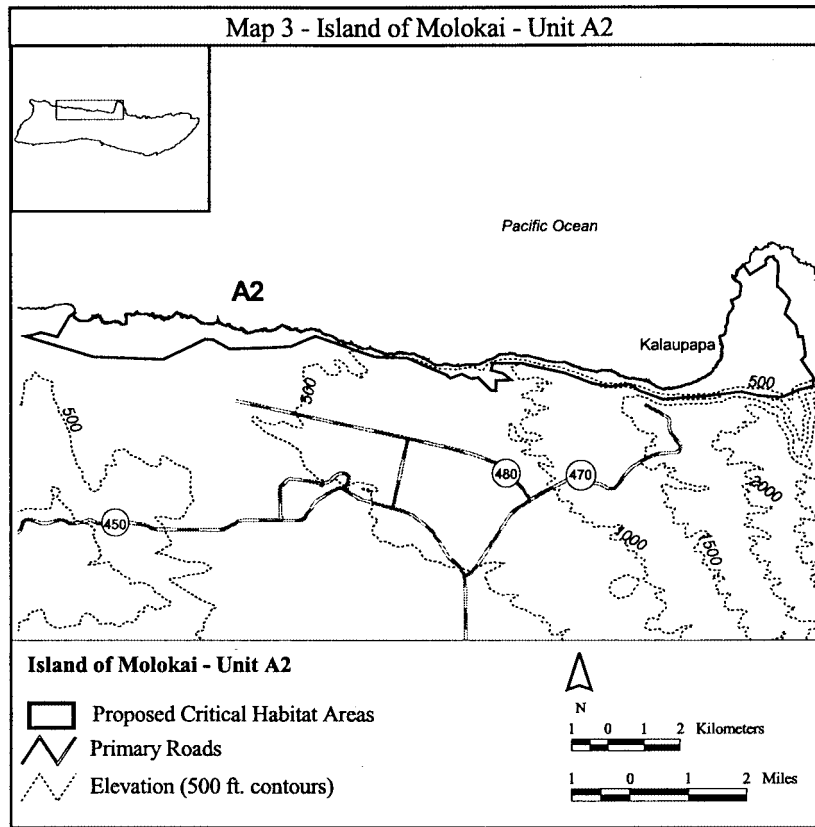 Map 3 - Island of Molokai - Unit A2
Pacific Ocean
A2
Kalaupapa
500
500
500
480
470
2000
450
1000
1500
Island of Molokai - Unit A2
Proposed Critical Habitat Areas
Primary Roads
Elevation (500 ft. contours)
N
1 0 1 2 Kilometers
1 0 1 2 Miles